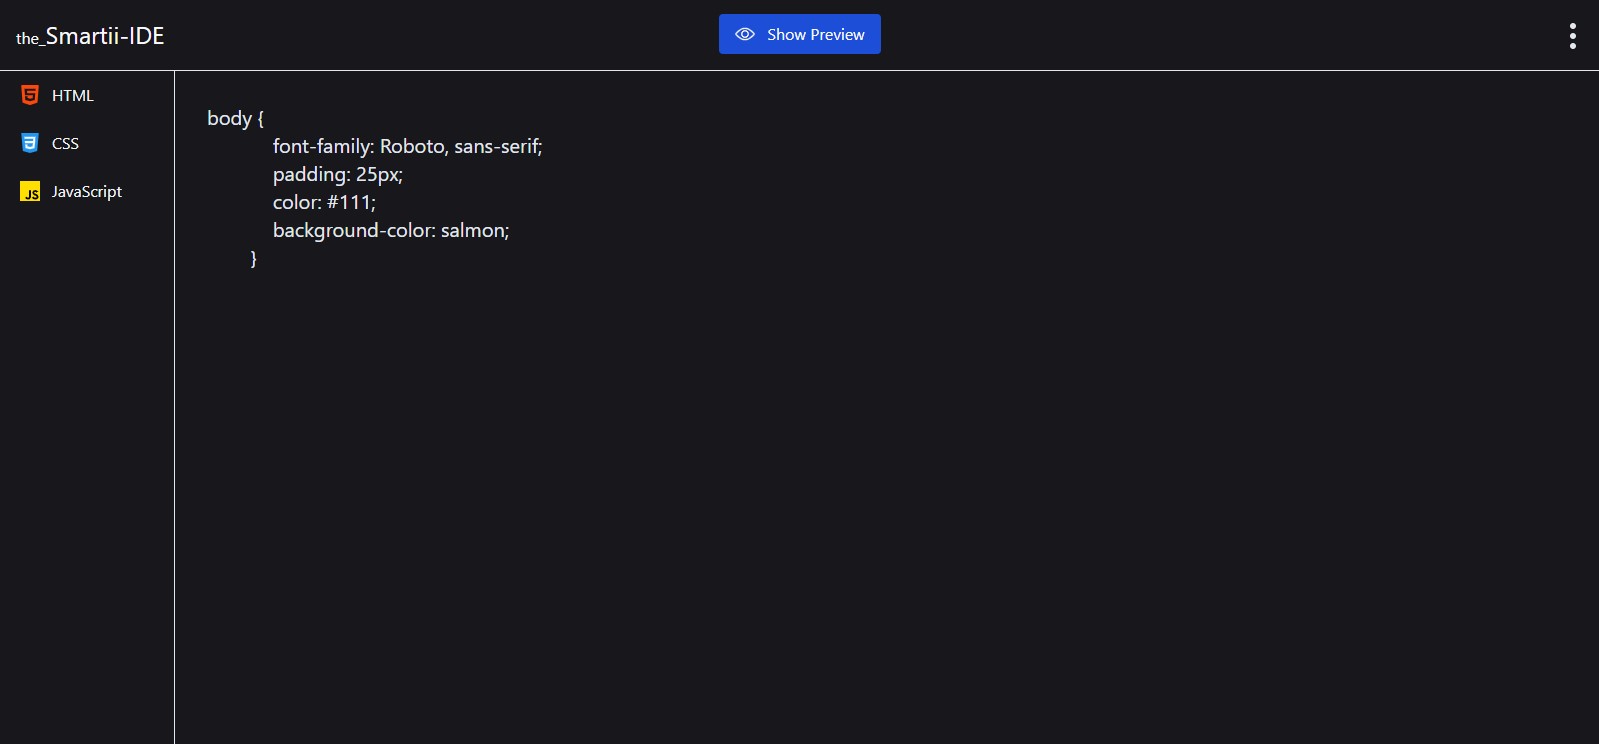 the_Smartii-IDE
Show Preview
HTML
CSS
JS JavaScript
body {
font-family: Roboto, sans-serif;
padding: 25px;
color: #111;
background-color: salmon;
}